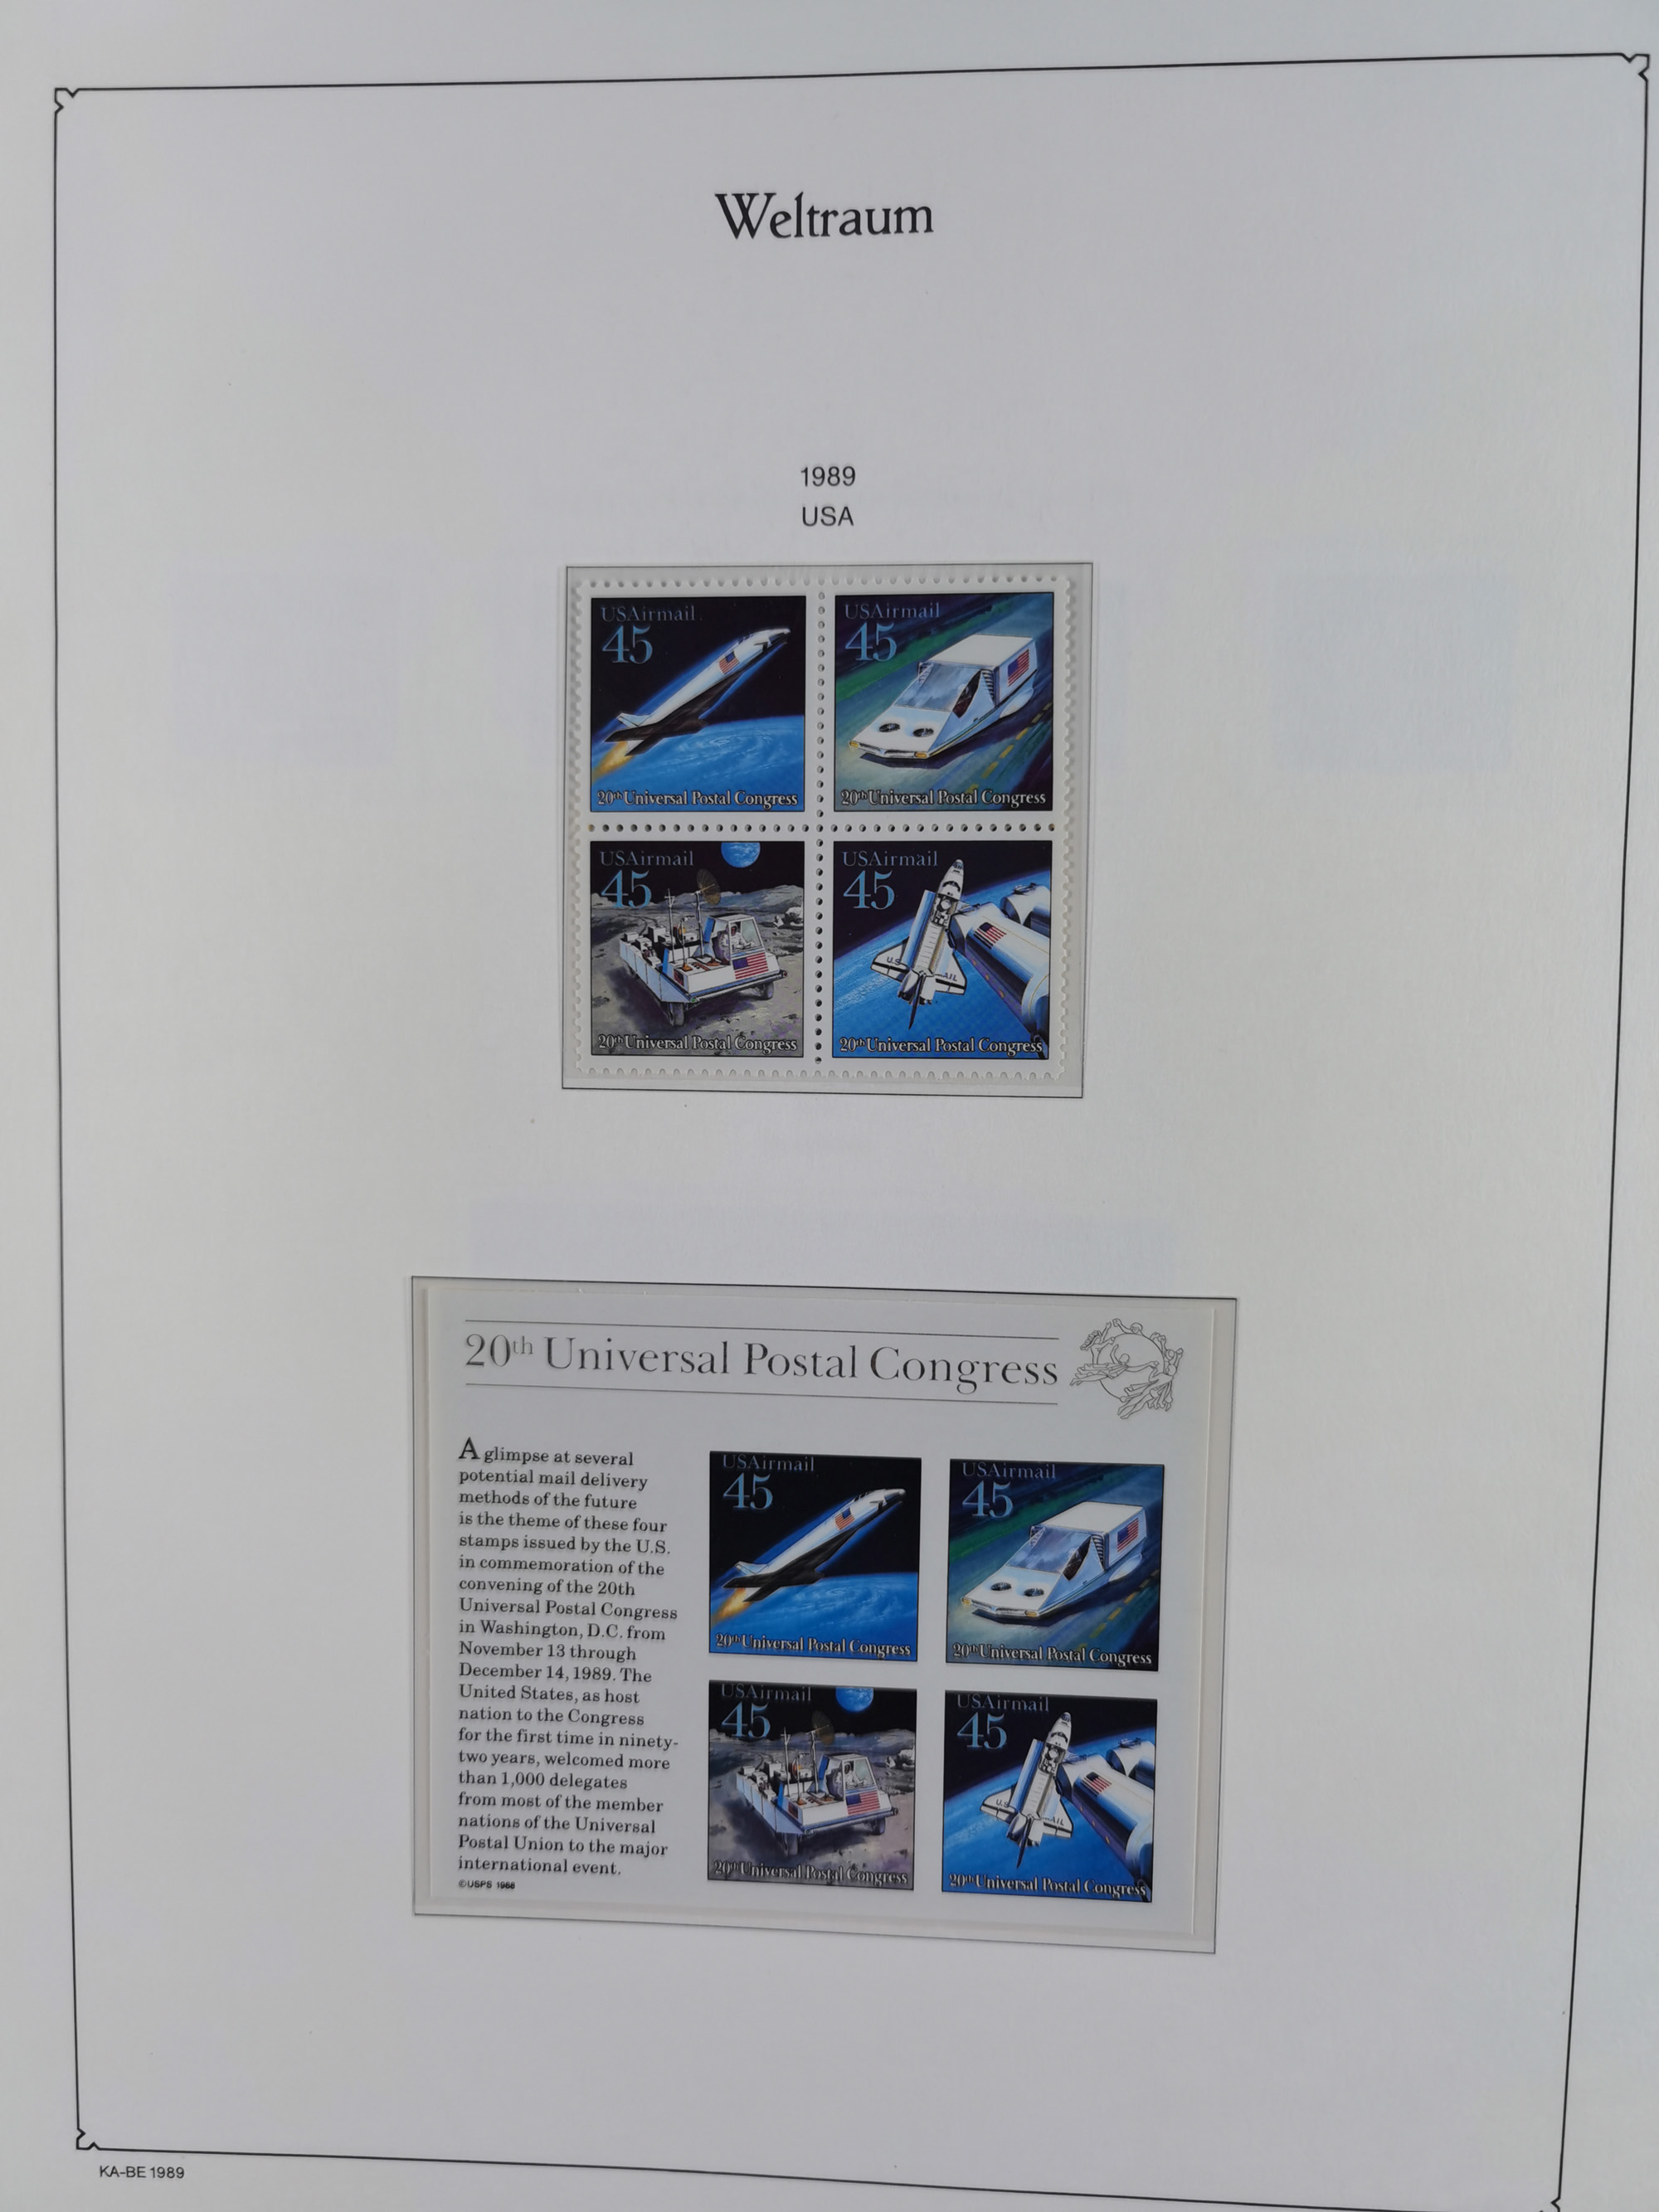 Weltraum
1989
USA
USAirmail
45
20th Universal Postal Congress
USAirmail
45
20th Universal Postal Congress
USAirmail
45
20th Universal Postal Congress
USAirmail
45
U.S.
AIL
20th Universal Postal Congress
20th Universal Postal Congress
A glimpse at several
potential mail delivery
methods of the future
is the theme of these four
stamps issued by the U.S.
in commemoration of the
convening of the 20th
Universal Postal Congress
in Washington, D.C. from
November 13 through
December 14, 1989. The
United States, as host
nation to the Congress
for the first time in ninety-
two years, welcomed more
than 1,000 delegates
from most of the member
nations of the Universal
Postal Union to the major
international event.
©USPS 1988
USAirmail
45
20th Universal Postal Congress
USAirmail
45
20th Universal Postal Congress
USAirmail
45
20th Universal Postal Congress
USAirmail
45
U.S.
AIL
20th Universal Postal Congress
KA-BE 1989